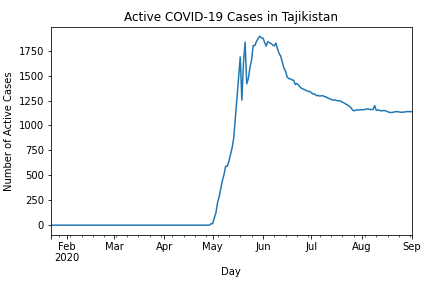 Active COVID-19 Cases in Tajikistan
Number of Active Cases
1750
1500
1250
1000
750
500
250
0
Feb Mar Apr May Jun Jul Aug Sep
2020
Day